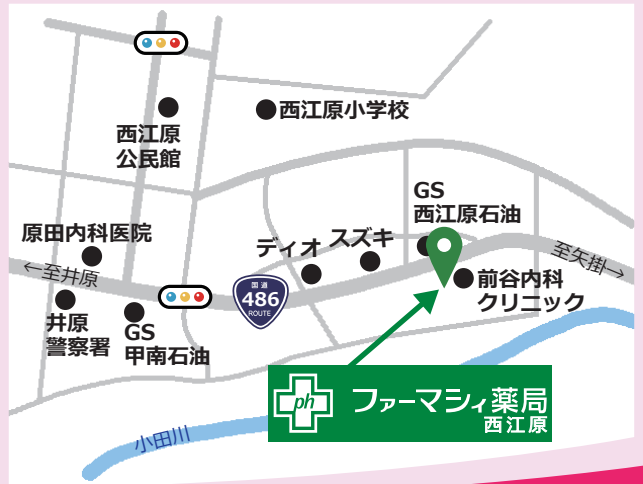 西江原
公民館
西江原小学校
GS
西江原石油
原田内科医院
ディオ
スズキ
至矢掛→
←至井原
国道
486
ROUTE
前谷内科
クリニック
井原
警察署
GS
甲南石油
ph
ファーマシィ薬局
西江原
小田川